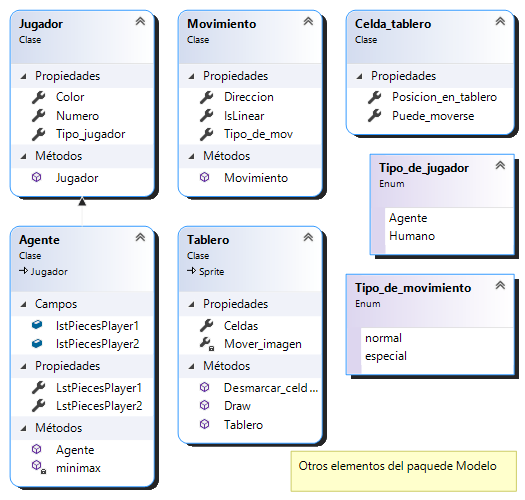 Jugador
Clase
Propiedades
Color
Numero
Tipo_jugador
Métodos
Jugador
Movimiento
Clase
Propiedades
Direccion
IsLinear
Tipo_de_mov
Métodos
Movimiento
Celda_tablero
Clase
Propiedades
Posicion_en_tablero
Puede_moverse
Tipo_de_jugador
Enum
Agente
Humano
Agente
Clase
Jugador
Campos
lstPiecesPlayer1
lstPiecesPlayer2
Propiedades
LstPiecesPlayer1
LstPiecesPlayer2
Métodos
Agente
minimax
Tablero
Clase
Sprite
Propiedades
Celdas
Mover_imagen
Métodos
Desmarcar_celd ...
Draw
Tablero
Tipo_de_movimiento
Enum
normal
especial
Otros elementos del paquede Modelo